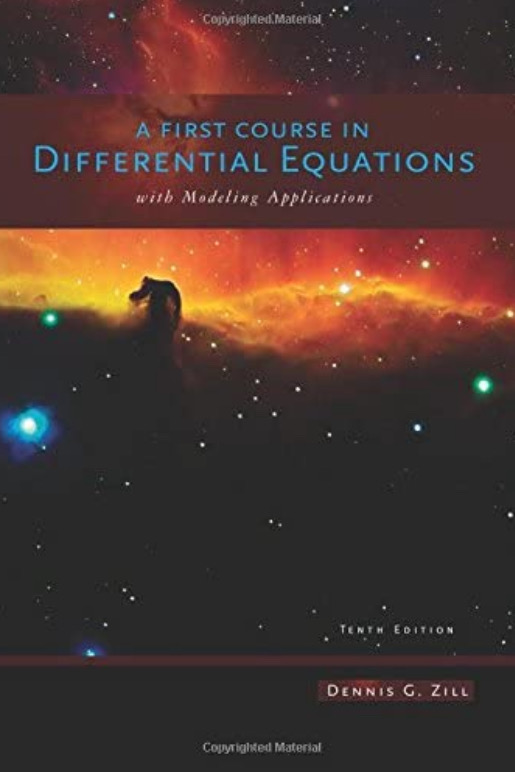 Copyrighted Material
A FIRST COURSE IN
DIFFERENTIAL EQUATIONS
with Modeling Applications
TENTH EDITION
DENNIS G. ZILL
Copyrighted Material